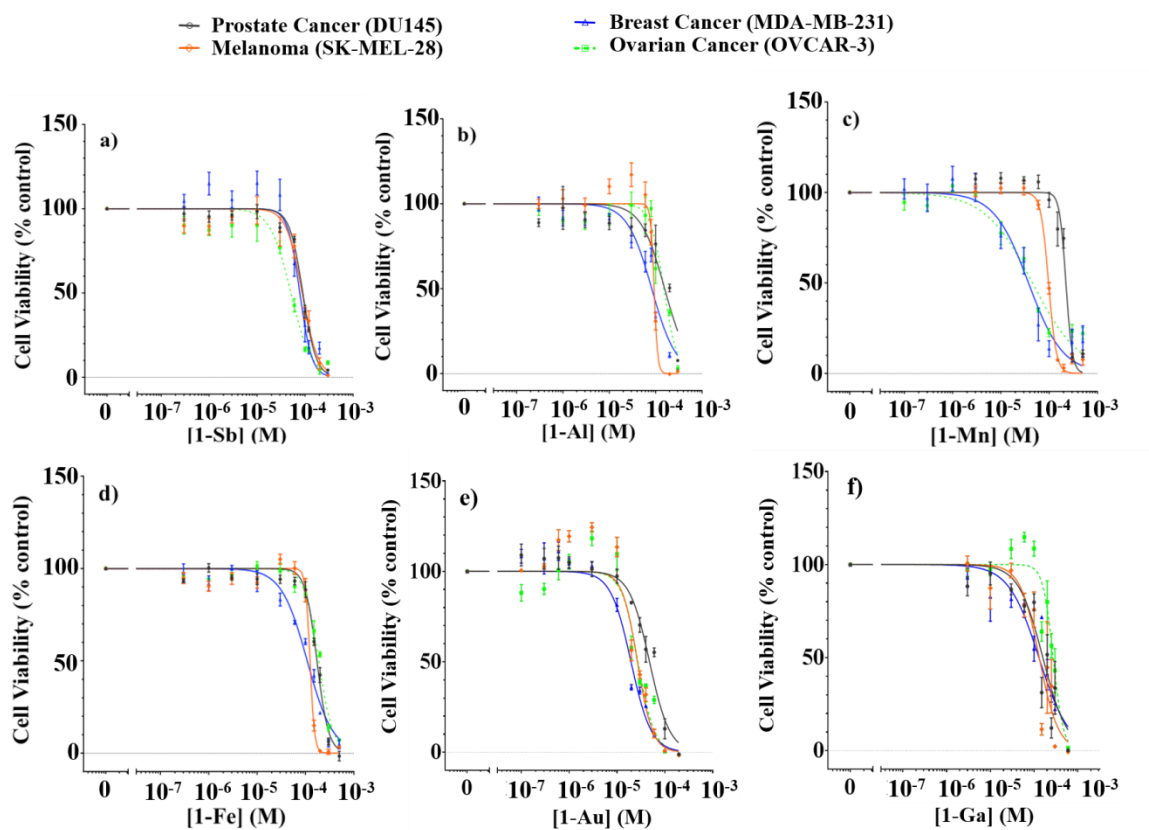 Prostate Cancer (DU145)
Breast Cancer (MDA-MB-231)
Melanoma (SK-MEL-28)
Ovarian Cancer (OVCAR-3)
a)
Cell Viability (% control)
150
100
50
0
0 10-7 10-6 10-5 10-4 10-3
[1-Sb] (M)
b)
Cell Viability (% control)
150
100
50
0
0 10-7 10-6 10-5 10-4 10-3
[1-Al] (M)
c)
Cell Viability (% control)
150
100
50
0
0 10-7 10-6 10-5 10-4 10-3
[1-Mn] (M)
d)
Cell Viability (% control)
150
100
50
0
0 10-7 10-6 10-5 10-4 10-3
[1-Fe] (M)
e)
Cell Viability (% control)
150
100
50
0
0 10-7 10-6 10-5 10-4 10-3
[1-Au] (M)
f)
Cell Viability (% control)
150
100
50
0
0 10-7 10-6 10-5 10-4 10-3
[1-Ga] (M)